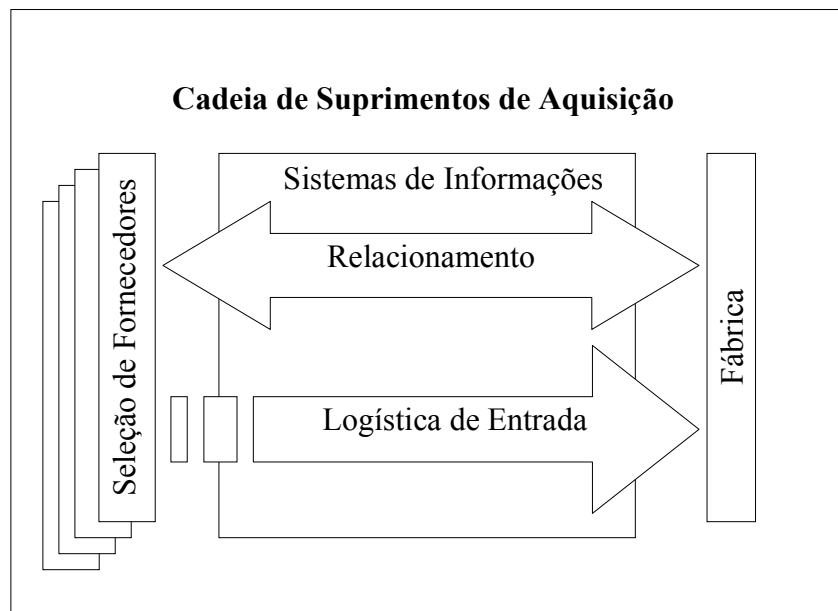 Cadeia de Suprimentos de Aquisição
Seleção de Fornecedores
Sistemas de Informações
Relacionamento
Logística de Entrada
Fábrica